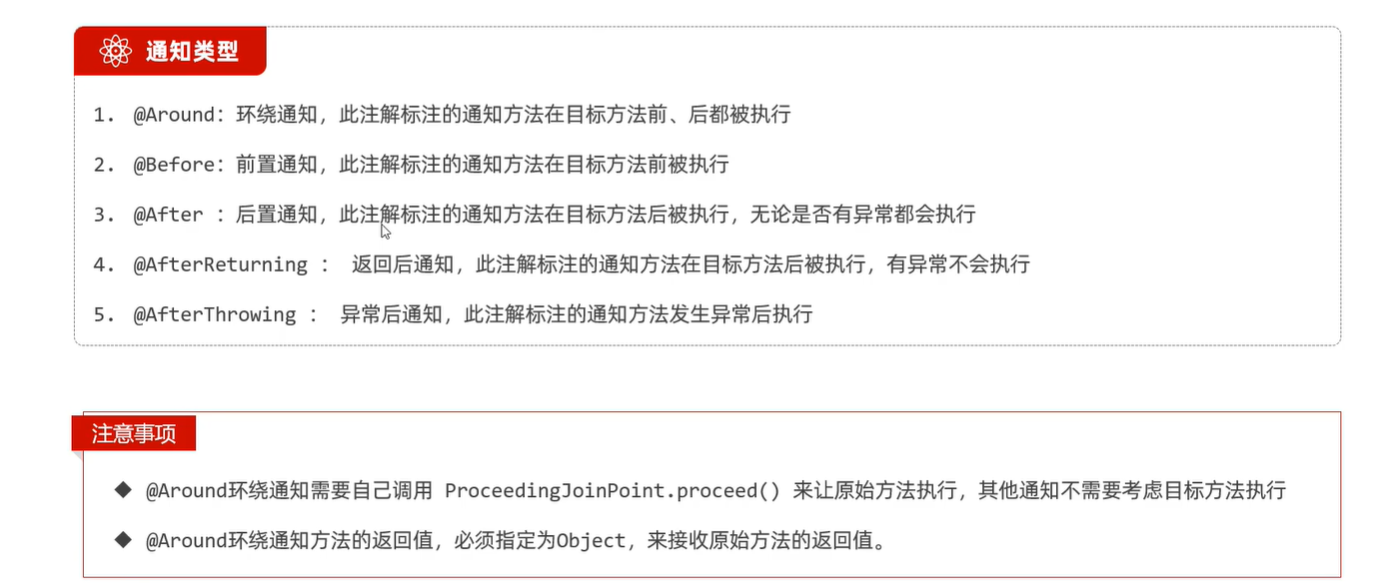 通知类型
1. @Around：环绕通知，此注解标注的通知方法在目标方法前、后都被执行
2. @Before：前置通知，此注解标注的通知方法在目标方法前被执行
3. @After ：后置通知，此注解标注的通知方法在目标方法后被执行，无论是否有异常都会执行
4. @AfterReturning ： 返回后通知，此注解标注的通知方法在目标方法后被执行，有异常不会执行
5. @AfterThrowing ： 异常后通知，此注解标注的通知方法发生异常后执行
注意事项
◆ @Around环绕通知需要自己调用 ProceedingJoinPoint.proceed() 来让原始方法执行，其他通知不需要考虑目标方法执行
◆ @Around环绕通知方法的返回值，必须指定为Object，来接收原始方法的返回值。